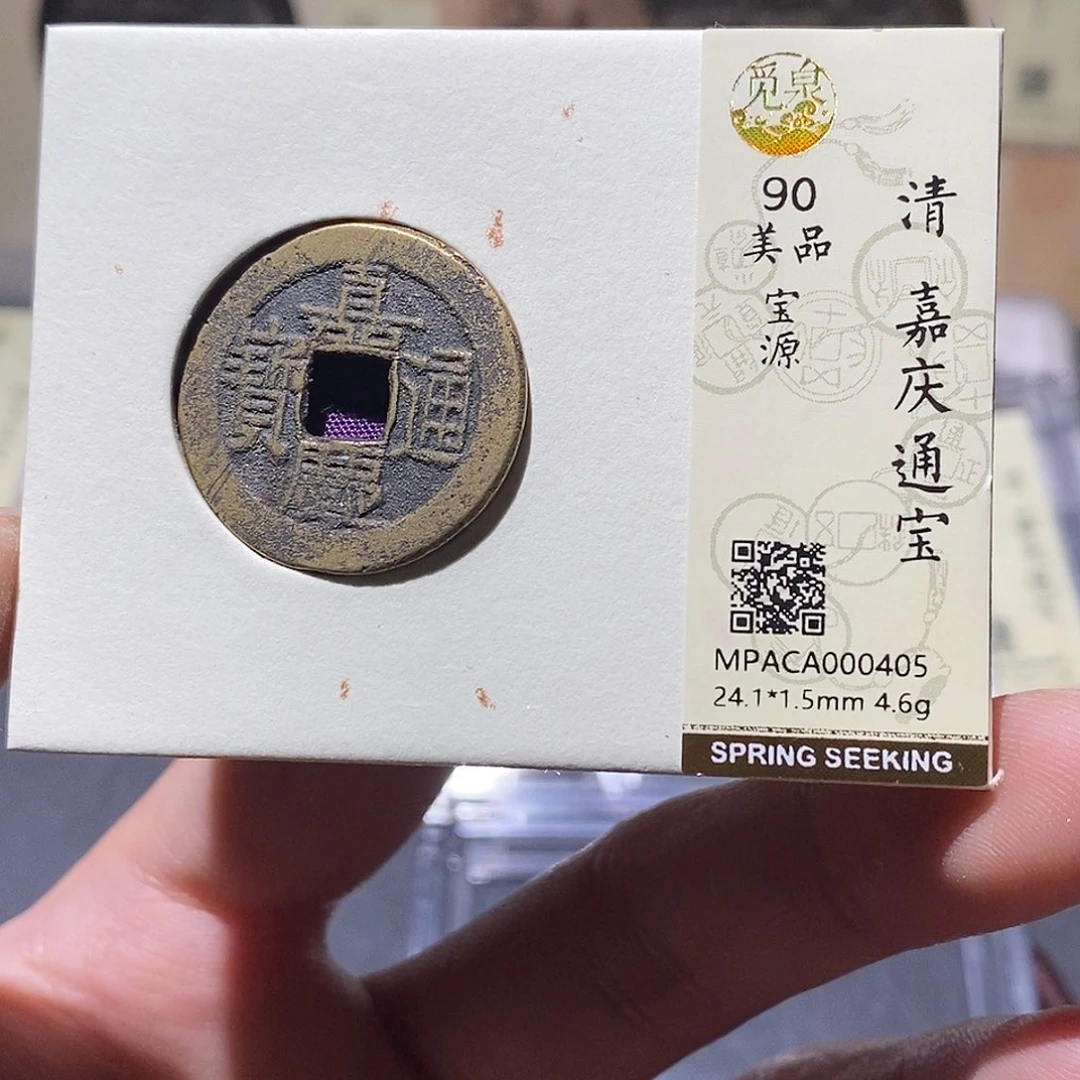 嘉慶通寶
觅泉
90
美品
宝源
清 嘉庆通宝
MPACA000405
24.1*1.5mm 4.6g
SPRING SEEKING